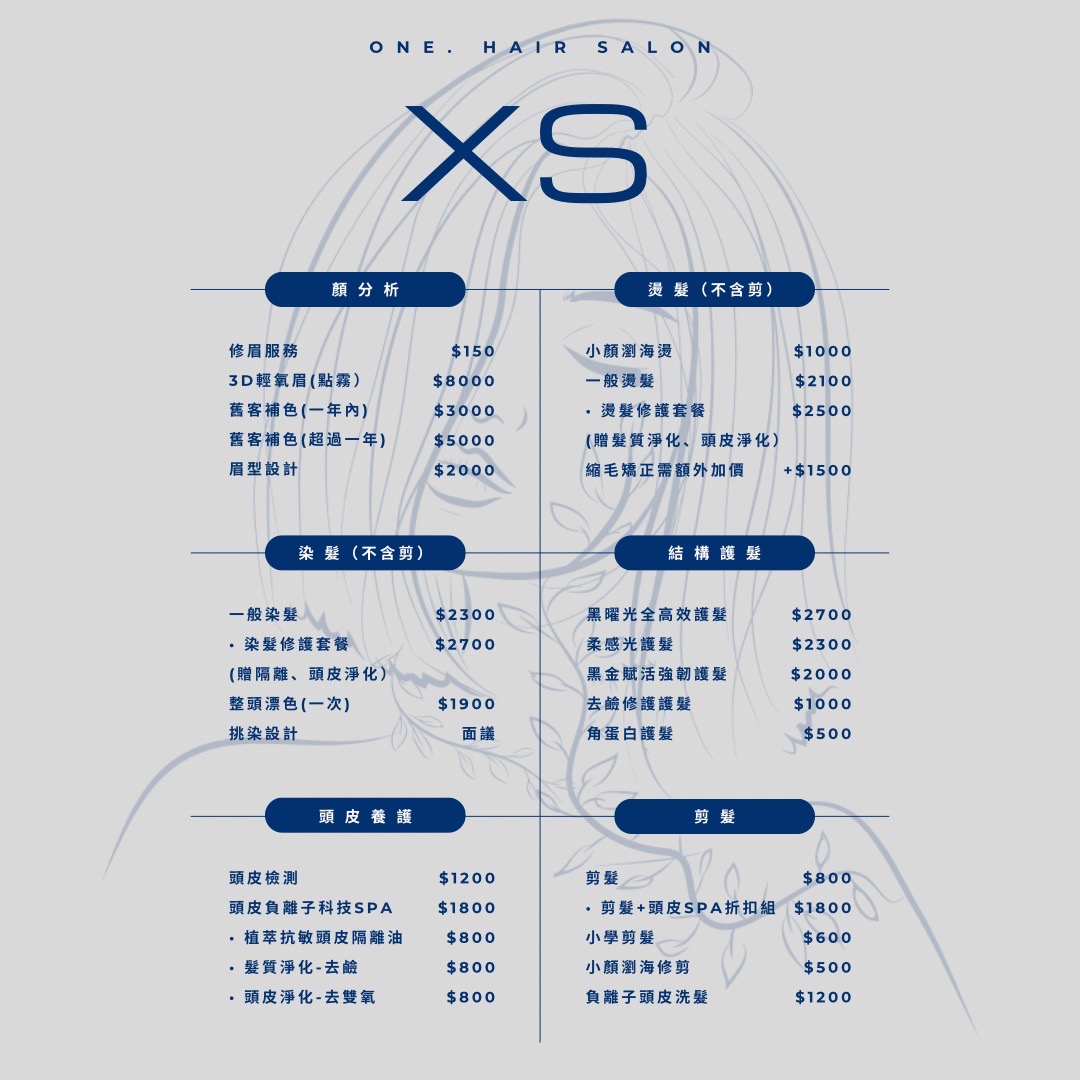 ONE. HAIR SALON
XS
顏分析
修眉服務 $150
3D輕氧眉(點霧) $8000
舊客補色(一年內) $3000
舊客補色(超過一年) $5000
眉型設計 $2000
燙髮(不含剪)
小顏瀏海燙 $1000
一般燙髮 $2100
• 燙髮修護套餐 $2500
(贈髮質淨化、頭皮淨化)
縮毛矯正需額外加價 +$1500
染髮(不含剪)
一般染髮 $2300
• 染髮修護套餐 $2700
(贈隔離、頭皮淨化)
整頭漂色(一次) $1900
挑染設計 面議
結構護髮
黑曜光全高效護髮 $2700
柔感光護髮 $2300
黑金賦活強韌護髮 $2000
去鹼修護護髮 $1000
角蛋白護髮 $500
頭皮養護
頭皮檢測 $1200
頭皮負離子科技SPA $1800
• 植萃抗敏頭皮隔離油 $800
• 髮質淨化-去鹼 $800
• 頭皮淨化-去雙氧 $800
剪髮
剪髮 $800
• 剪髮+頭皮SPA折扣組 $1800
小學剪髮 $600
小顏瀏海修剪 $500
負離子頭皮洗髮 $1200